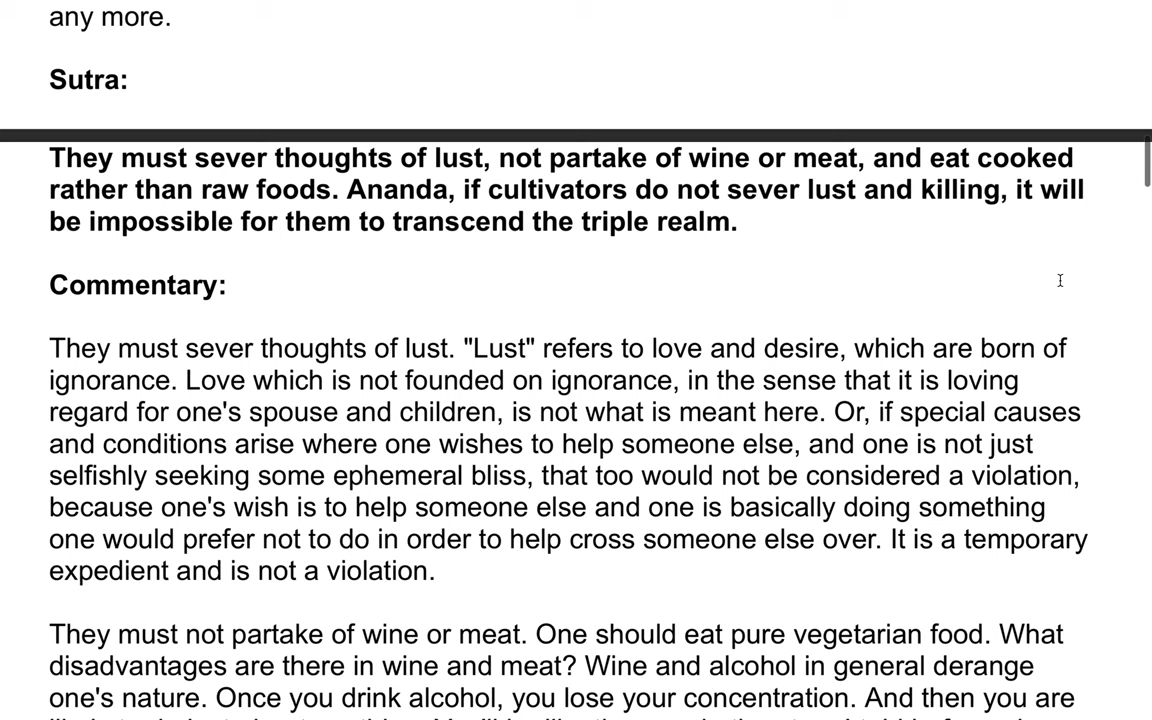 any more.
Sutra:
They must sever thoughts of lust, not partake of wine or meat, and eat cooked
rather than raw foods. Ananda, if cultivators do not sever lust and killing, it will
be impossible for them to transcend the triple realm.
Commentary:
They must sever thoughts of lust. "Lust" refers to love and desire, which are born of
ignorance. Love which is not founded on ignorance, in the sense that it is loving
regard for one's spouse and children, is not what is meant here. Or, if special causes
and conditions arise where one wishes to help someone else, and one is not just
selfishly seeking some ephemeral bliss, that too would not be considered a violation,
because one's wish is to help someone else and one is basically doing something
one would prefer not to do in order to help cross someone else over. It is a temporary
expedient and is not a violation.
They must not partake of wine or meat. One should eat pure vegetarian food. What
disadvantages are there in wine and meat? Wine and alcohol in general derange
one's nature. Once you drink alcohol, you lose your concentration. And then you are